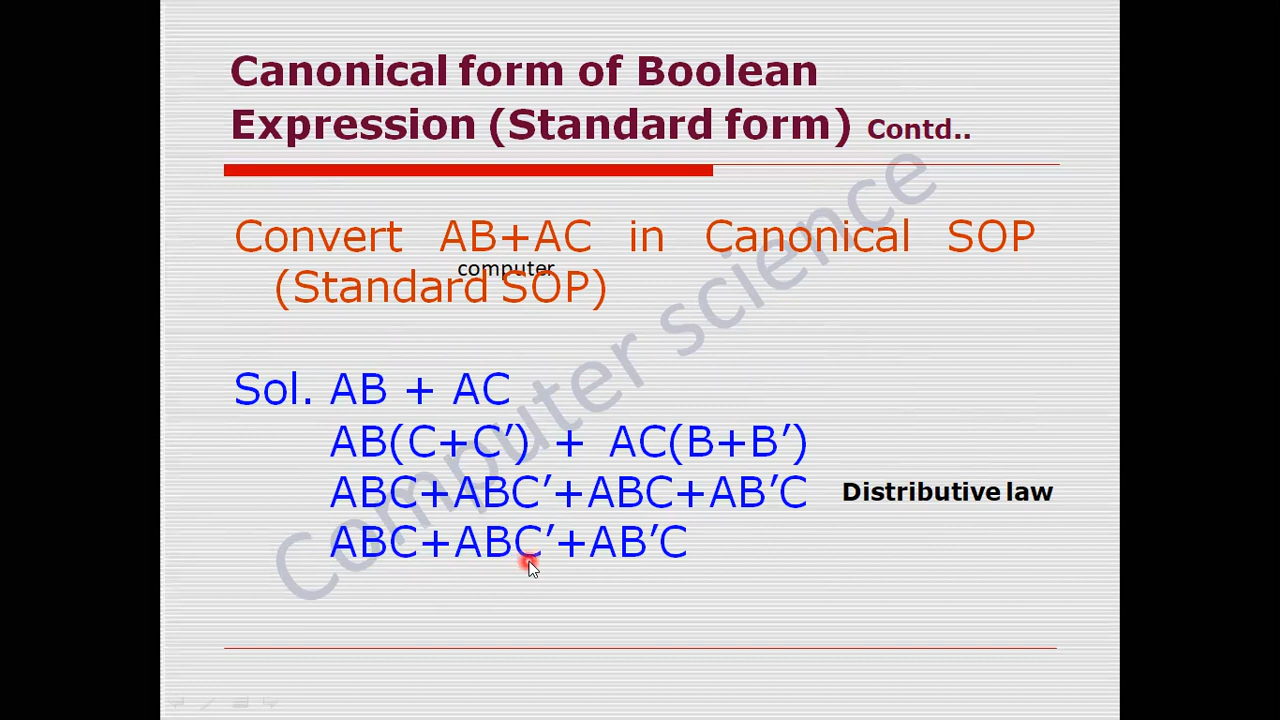 Canonical form of Boolean
Expression (Standard form) Contd..
Convert AB+AC in Canonical SOP
computer
(Standard SOP)
Computer science
Sol. AB + AC
AB(C+C’) + AC(B+B’)
ABC+ABC’+ABC+AB’C Distributive law
ABC+ABC’+AB’C